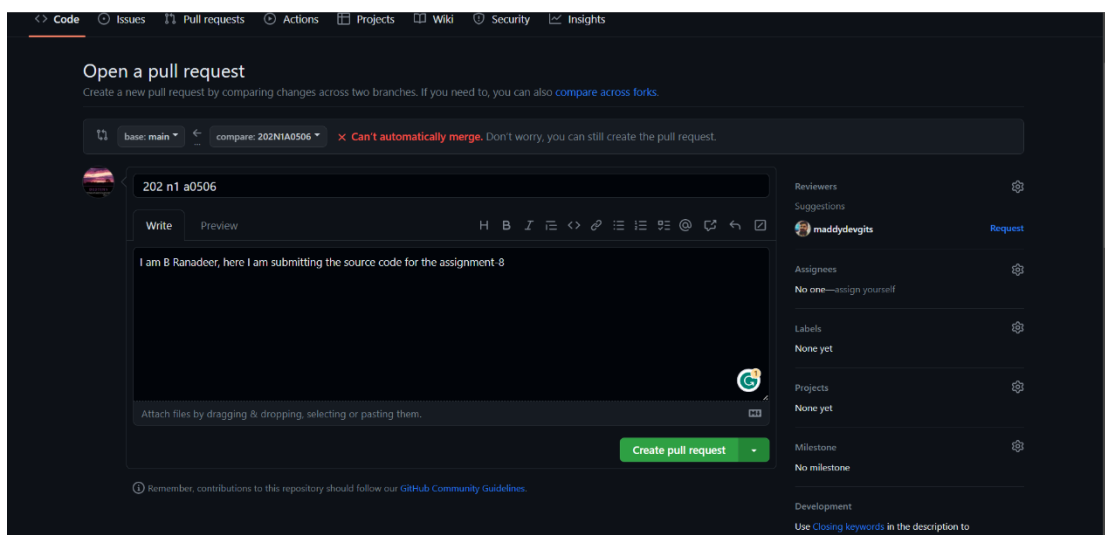 <> Code Issues Pull requests Actions Projects Wiki Security Insights
Open a pull request
Create a new pull request by comparing changes across two branches. If you need to, you can also compare across forks.
base: main compare: 202N1A0506 × Can't automatically merge. Don't worry, you can still create the pull request.
202 n1 a0506
Write Preview H B I
I am B Ranadeer, here I am submitting the source code for the assignment-8
Attach files by dragging & dropping, selecting or pasting them.
Create pull request
Remember, contributions to this repository should follow our GitHub Community Guidelines.
Reviewers
Suggestions
maddydevgits Request
Assignees
No one—assign yourself
Labels
None yet
Projects
None yet
Milestone
No milestone
Development
Use Closing keywords in the description to